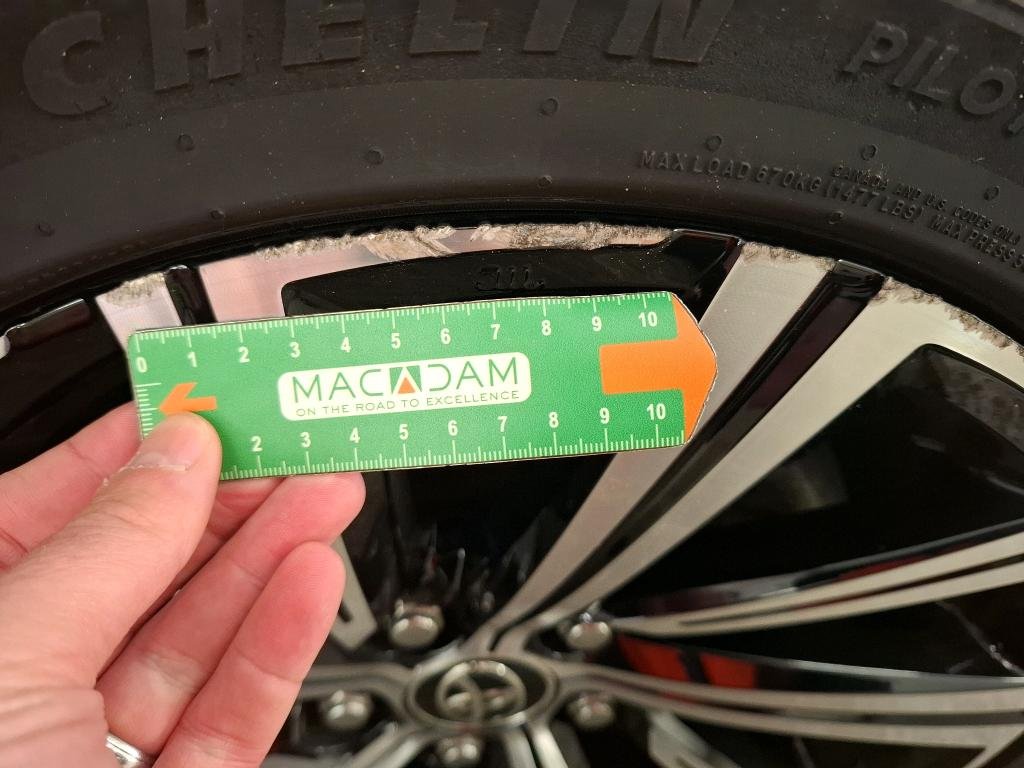 CHELIN
PILOT
MAX LOAD 670KG (1477 LBS) MAX PRESS
CANADA AND U.S. CODES ONLY
0 1 2 3 4 5 6 7 8 9 10
MACADAM
ON THE ROAD TO EXCELLENCE
2 3 4 5 6 7 8 9 10